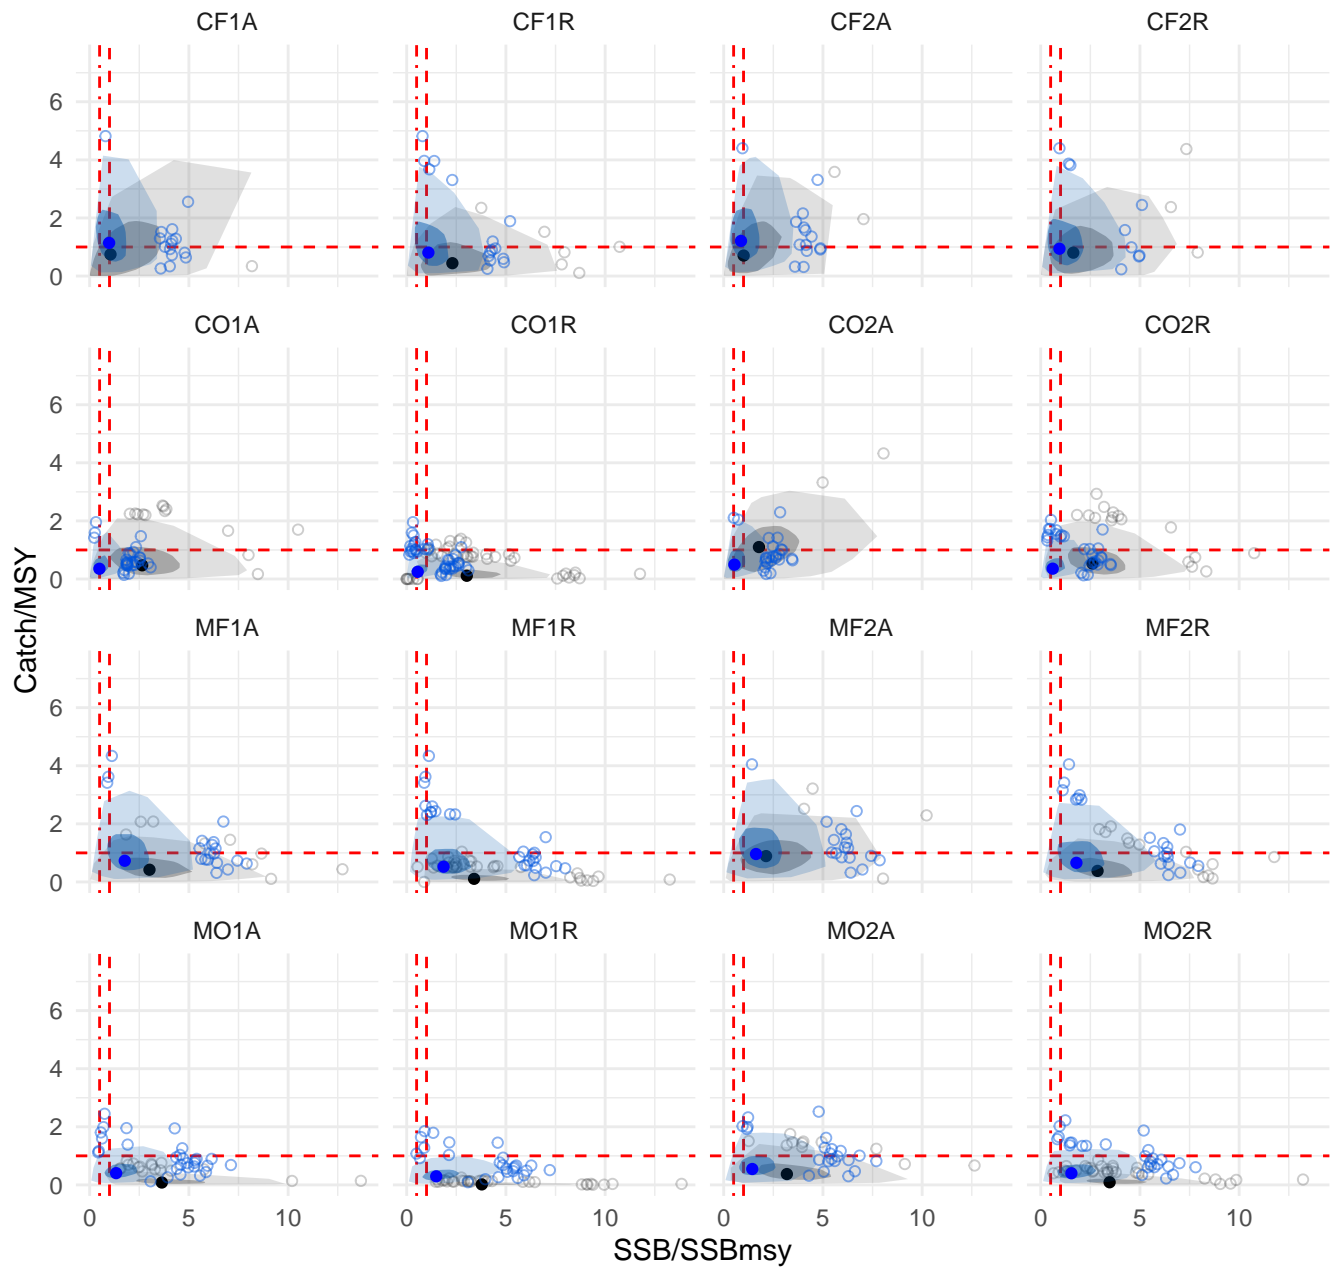 CF1A CF1R CF2A CF2R
6
4
2
0
CO1A CO1R CO2A CO2R
6
4
2
0
MF1A MF1R MF2A MF2R
6
4
2
0
MO1A MO1R MO2A MO2R
6
4
2
0
0 5 10 0 5 10 0 5 10 0 5 10
Catch/MSY
SSB/SSBmsy